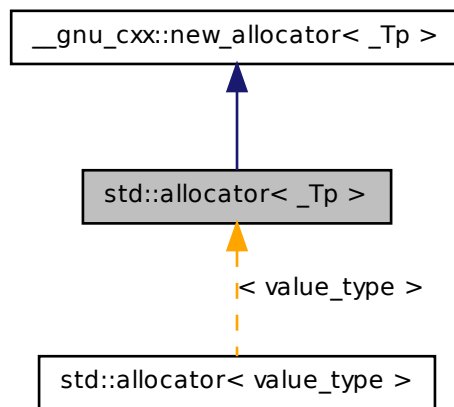 __gnu_cxx::new_allocator< _Tp >
std::allocator< _Tp >
< value_type >
std::allocator< value_type >